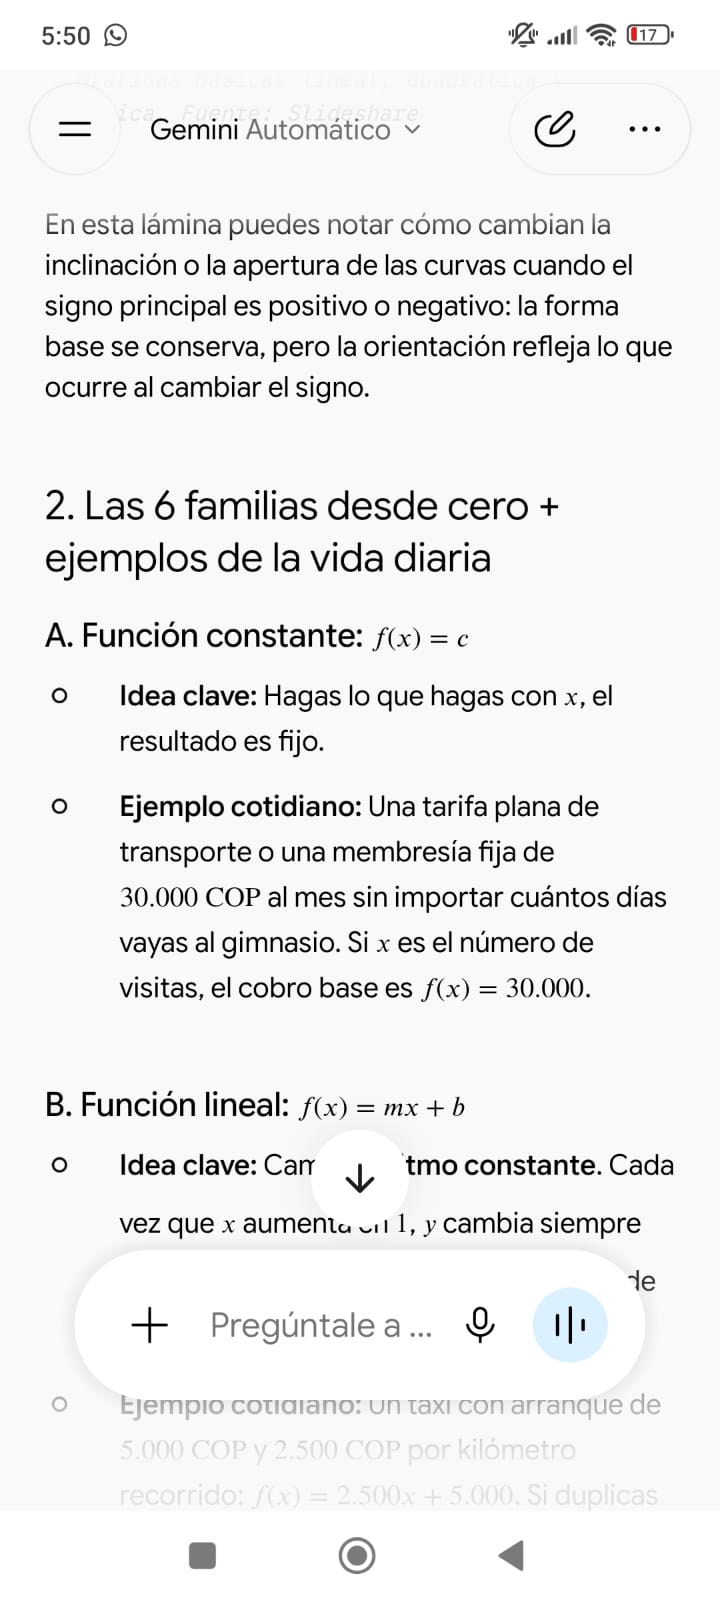 5:50
17
ica. Fuente: Slideshare
Gemini Automático
En esta lámina puedes notar cómo cambian la
inclinación o la apertura de las curvas cuando el
signo principal es positivo o negativo: la forma
base se conserva, pero la orientación refleja lo que
ocurre al cambiar el signo.
2. Las 6 familias desde cero +
ejemplos de la vida diaria
A. Función constante: f(x) = c
Idea clave: Hagas lo que hagas con x, el
resultado es fijo.
Ejemplo cotidiano: Una tarifa plana de
transporte o una membresía fija de
30.000 COP al mes sin importar cuántos días
vayas al gimnasio. Si x es el número de
visitas, el cobro base es f(x) = 30.000.
B. Función lineal: f(x) = mx + b
Idea clave: Cam tmo constante. Cada
vez que x aumenta en 1, y cambia siempre
de
Pregúntale a ...
Ejemplo cotidiano: Un taxi con arranque de
5.000 COP y 2.500 COP por kilómetro
recorrido: f(x) = 2.500x + 5.000. Si duplicas